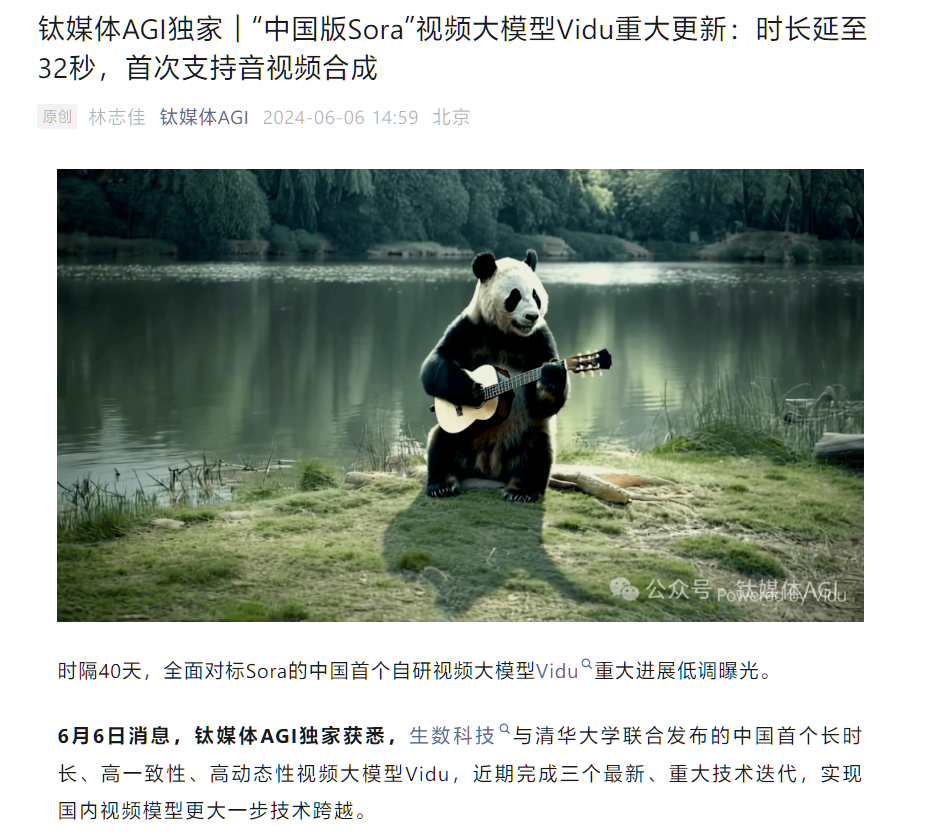 钛媒体AGI独家｜“中国版Sora”视频大模型Vidu重大更新：时长延至
32秒，首次支持音视频合成
原创 林志佳 钛媒体AGI 2024-06-06 14:59 北京
公众号 · 钛媒体AGI
Powered by Vidu
时隔40天，全面对标Sora的中国首个自研视频大模型Vidu重大进展低调曝光。
6月6日消息，钛媒体AGI独家获悉，生数科技与清华大学联合发布的中国首个长时
长、高一致性、高动态性视频大模型Vidu，近期完成三个最新、重大技术迭代，实现
国内视频模型更大一步技术跨越。